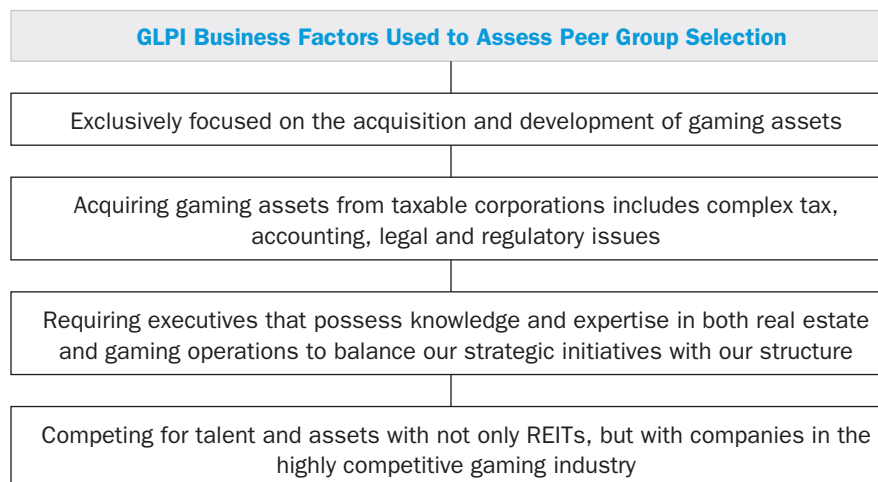 GLPI Business Factors Used to Assess Peer Group Selection
Exclusively focused on the acquisition and development of gaming assets
Acquiring gaming assets from taxable corporations includes complex tax,
accounting, legal and regulatory issues
Requiring executives that possess knowledge and expertise in both real estate
and gaming operations to balance our strategic initiatives with our structure
Competing for talent and assets with not only REITs, but with companies in the
highly competitive gaming industry